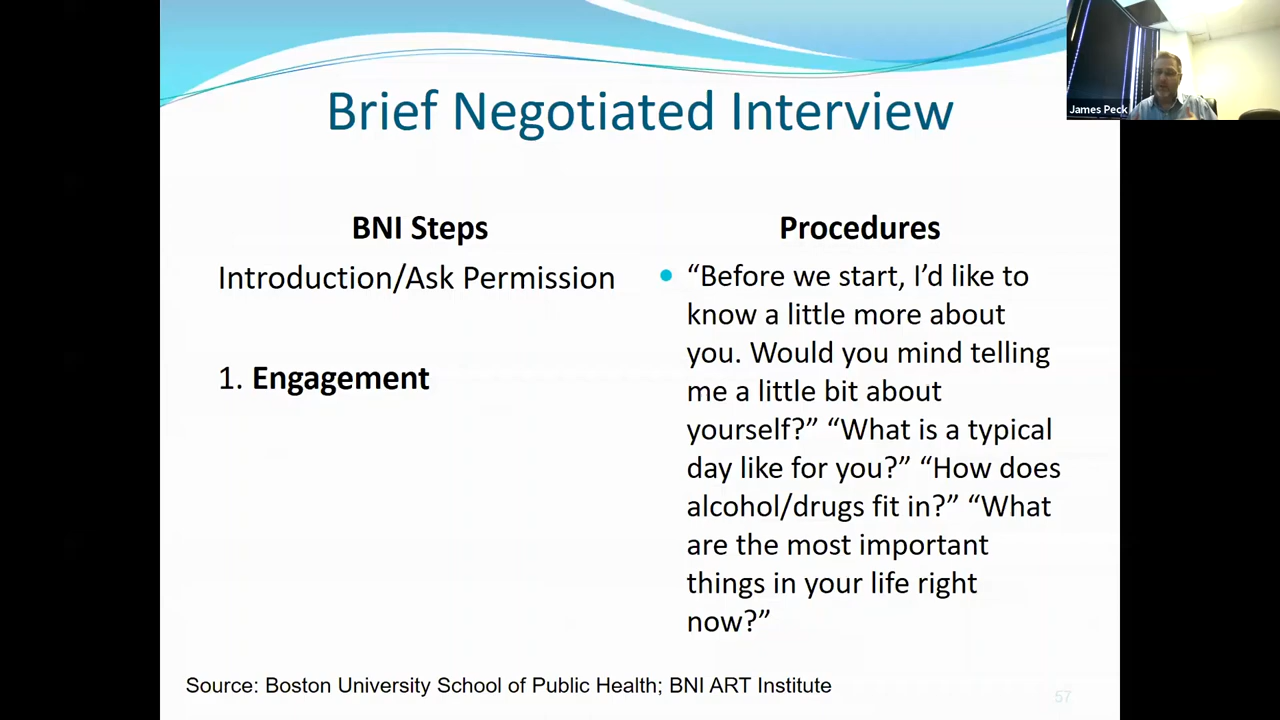 James Peck
Brief Negotiated Interview
BNI Steps
Introduction/Ask Permission
1. Engagement
Procedures
• “Before we start, I’d like to
know a little more about
you. Would you mind telling
me a little bit about
yourself?” “What is a typical
day like for you?” “How does
alcohol/drugs fit in?” “What
are the most important
things in your life right
now?”
Source: Boston University School of Public Health; BNI ART Institute
57